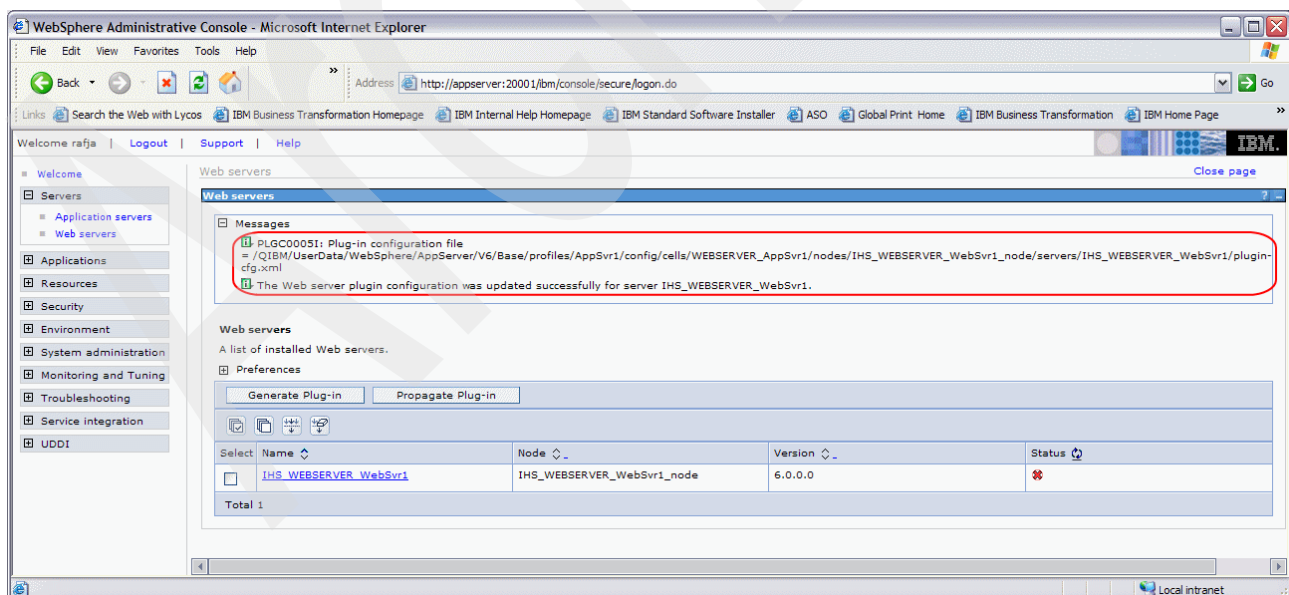 WebSphere Administrative Console - Microsoft Internet Explorer
File Edit View Favorites Tools Help
Back » Address http://appserver:20001/ibm/console/secure/logon.do Go
Links Search the Web with Lycos IBM Business Transformation Homepage IBM Internal Help Homepage IBM Standard Software Installer ASO Global Print Home IBM Business Transformation IBM Home Page »
Welcome rafja | Logout | Support | Help IBM.
Welcome
Servers
Application servers
Web servers
Applications
Resources
Security
Environment
System administration
Monitoring and Tuning
Troubleshooting
Service integration
UDDI
Web servers Close page
Web servers ? _
Messages
PLGC0005I: Plug-in configuration file
= /QIBM/UserData/WebSphere/AppServer/V6/Base/profiles/AppSvr1/config/cells/WEBSERVER_AppSvr1/nodes/IHS_WEBSERVER_WebSvr1_node/servers/IHS_WEBSERVER_WebSvr1/plugin-
cfg.xml
The Web server plugin configuration was updated successfully for server IHS_WEBSERVER_WebSvr1.
Web servers
A list of installed Web servers.
Preferences
Generate Plug-in Propagate Plug-in
Select Name Node Version Status
IHS_WEBSERVER_WebSvr1 IHS_WEBSERVER_WebSvr1_node 6.0.0.0
Total 1
Local intranet